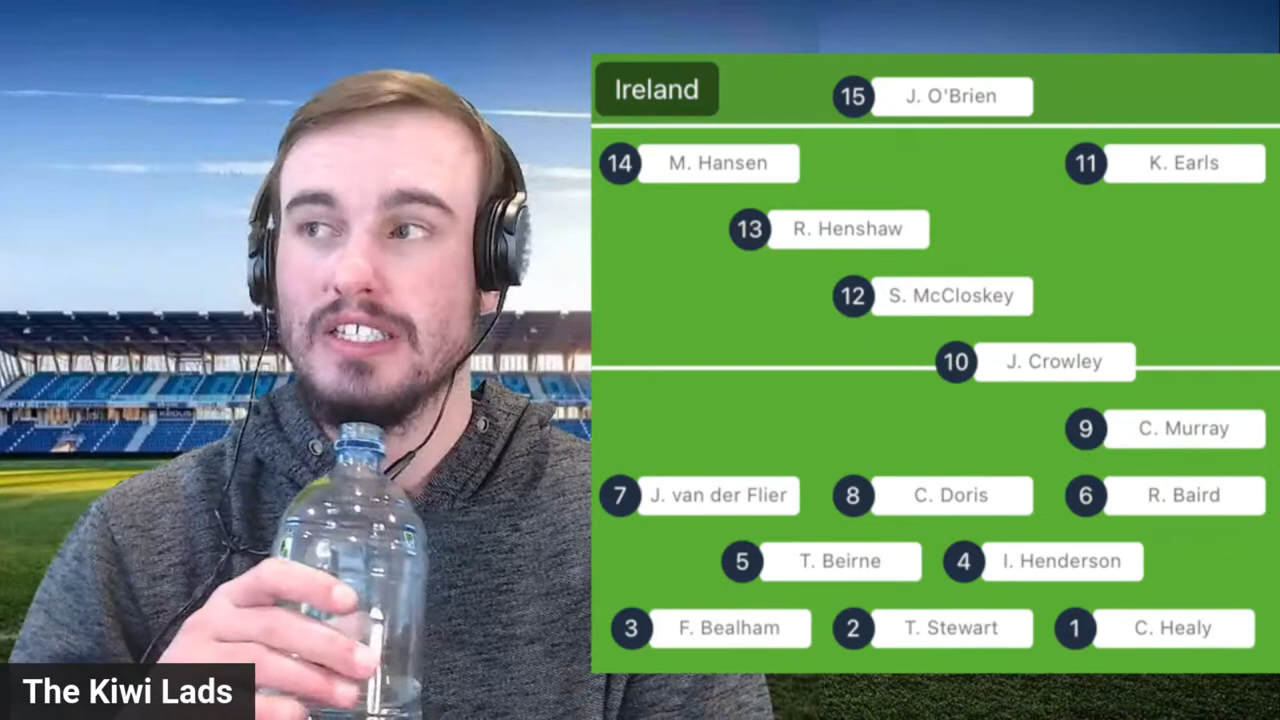 Ireland
15 J. O'Brien
14 M. Hansen
11 K. Earls
13 R. Henshaw
12 S. McCloskey
10 J. Crowley
9 C. Murray
7 J. van der Flier
8 C. Doris
6 R. Baird
5 T. Beirne
4 I. Henderson
3 F. Bealham
2 T. Stewart
1 C. Healy
The Kiwi Lads